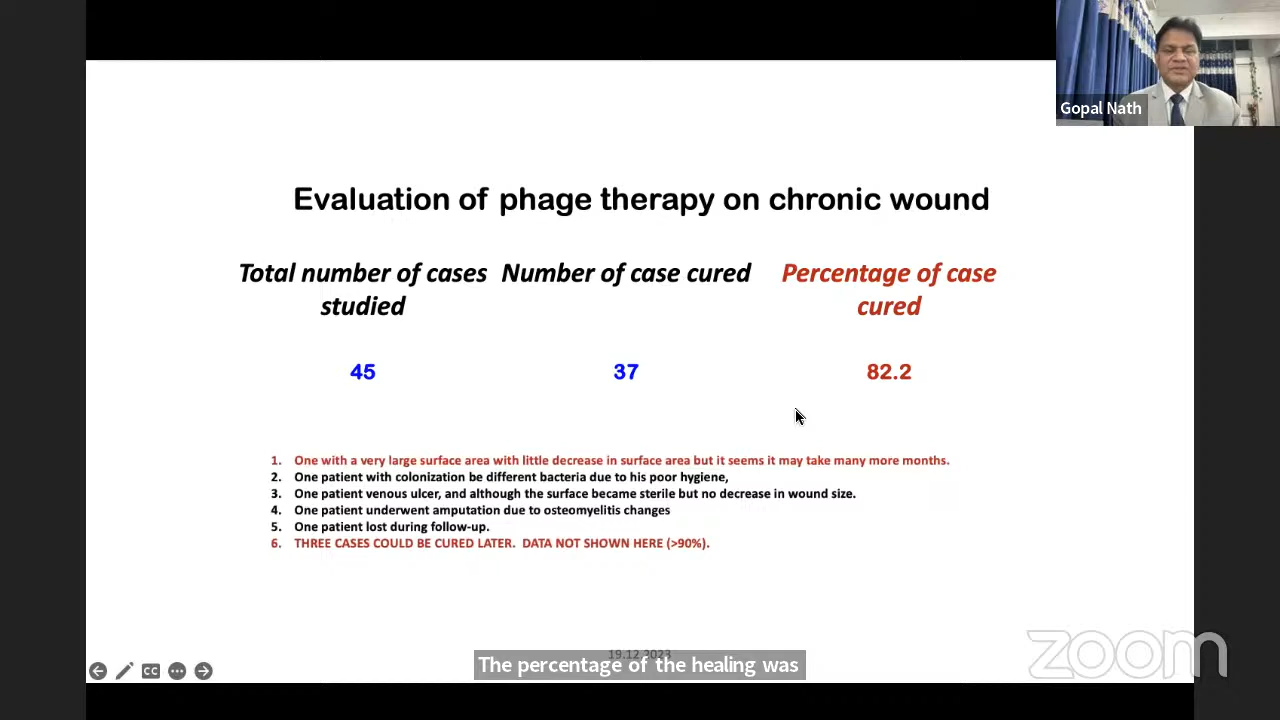 Gopal Nath
Evaluation of phage therapy on chronic wound
Total number of cases studied
Number of case cured
Percentage of case cured
45
37
82.2
1. One with a very large surface area with little decrease in surface area but it seems it may take many more months.
2. One patient with colonization be different bacteria due to his poor hygiene,
3. One patient venous ulcer, and although the surface became sterile but no decrease in wound size.
4. One patient underwent amputation due to osteomyelitis changes
5. One patient lost during follow-up.
6. THREE CASES COULD BE CURED LATER. DATA NOT SHOWN HERE (>90%).
19.12.2023
The percentage of the healing was
CC
zoom